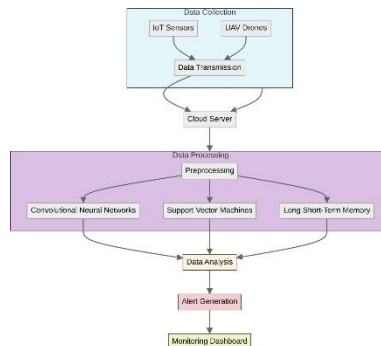 Data Collection
IoT Sensors
UAV Drones
Data Transmission
Cloud Server
Data Processing
Preprocessing
Convolutional Neural Networks
Support Vector Machines
Long Short-Term Memory
Data Analysis
Alert Generation
Monitoring Dashboard